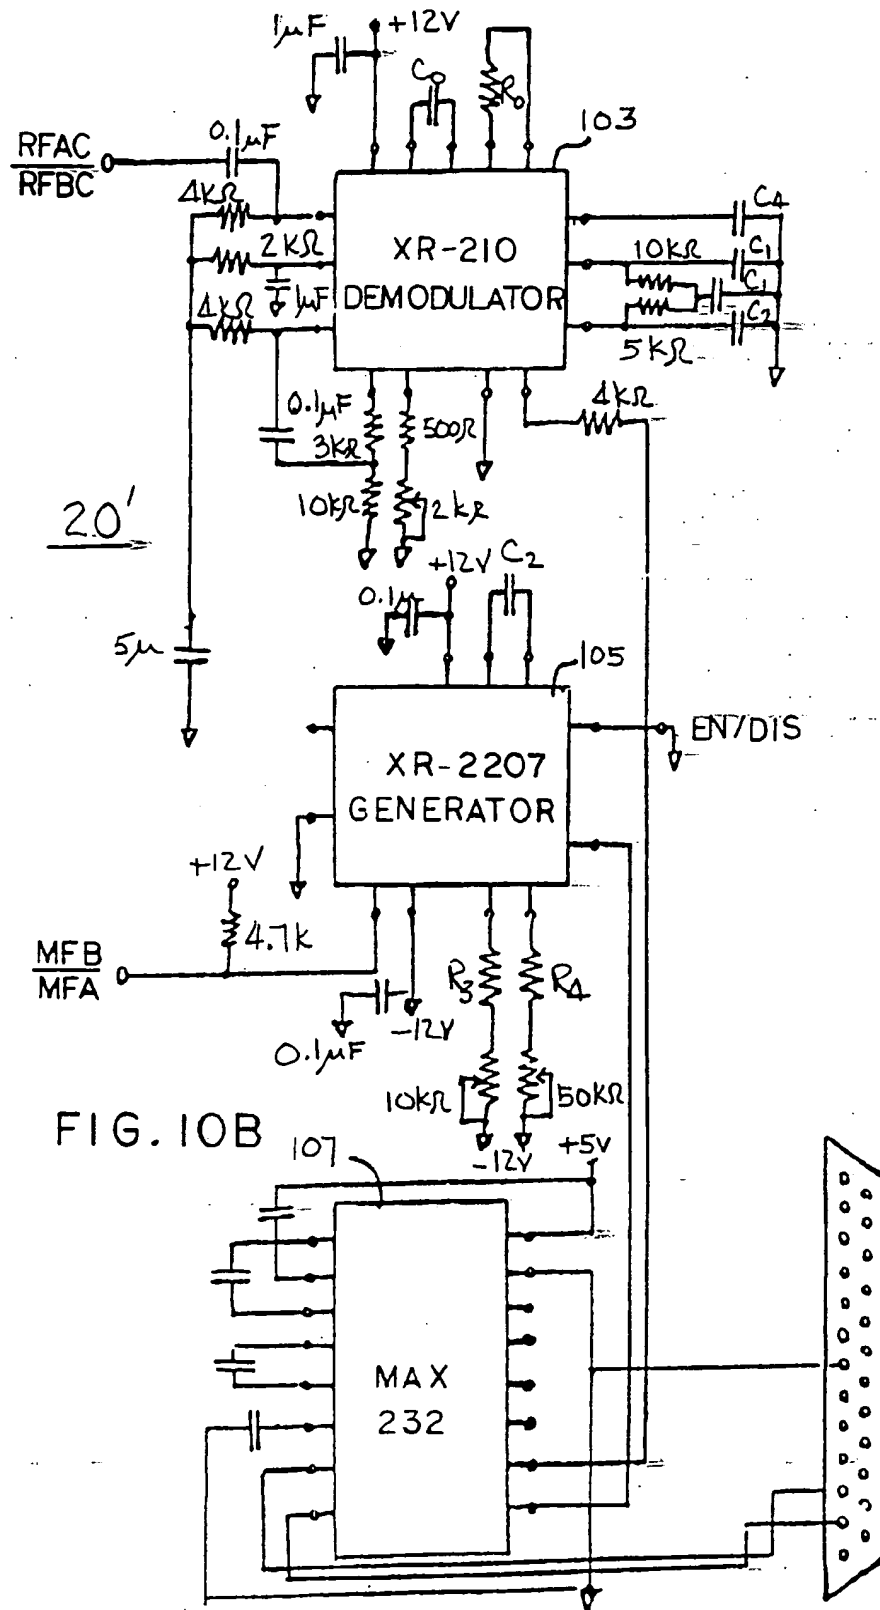 1μF
+12V
C₀
R₀
103
0.1μF
RFAC
RFBC
4kΩ
2kΩ
1μF
4kΩ
XR-210
DEMODULATOR
C4
10kΩ
C1
C1
C2
5kΩ
4kΩ
0.1μF
3kΩ
500Ω
10kΩ
2kΩ
20'
+12V
C2
0.1μ
5μ
105
EN/DIS
XR-2207
GENERATOR
+12V
4.7K
MFB
MFA
R3
R4
-12V
0.1μF
10kΩ
50kΩ
-12V
+5V
FIG. 10B
107
MAX
232